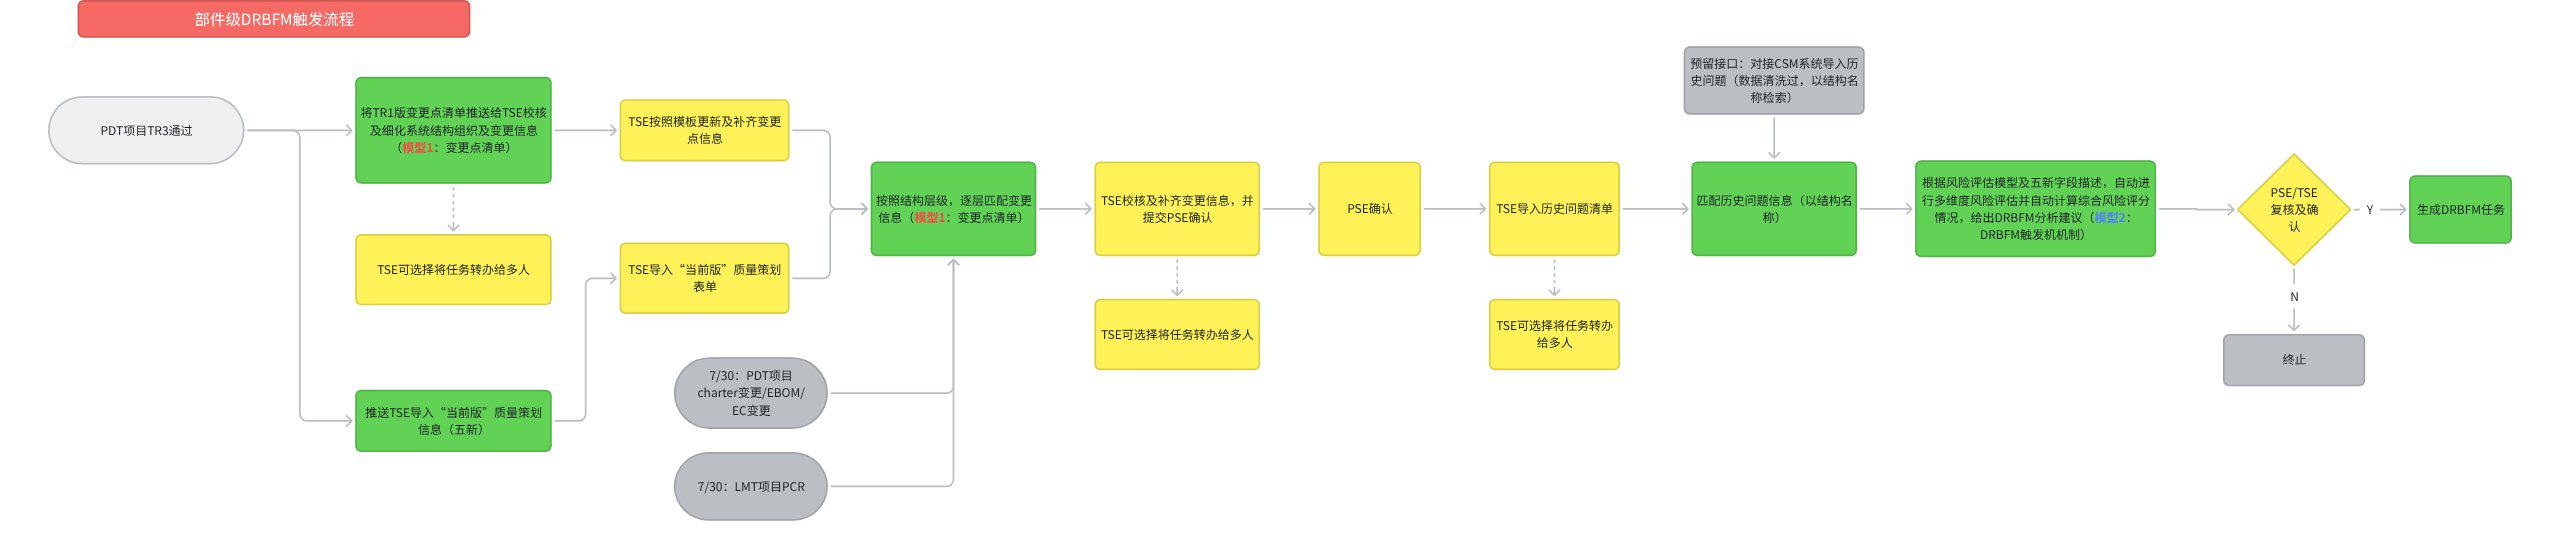 部件级DRBFM触发流程
PDT项目TR3通过
将TR1版变更点清单推送给TSE校核
及细化系统结构组织及变更信息
（模型1：变更点清单）
TSE可选择将任务转办给多人
推送TSE导入“当前版”质量策划
信息（五新）
TSE按照模板更新及补齐变更
点信息
TSE导入“当前版”质量策划
表单
7/30：PDT项目
charter变更/EBOM/
EC变更
7/30：LMT项目PCR
按照结构层级，逐层匹配变更
信息（模型1：变更点清单）
TSE校核及补齐变更信息，并
提交PSE确认
TSE可选择将任务转办给多人
PSE确认
TSE导入历史问题清单
TSE可选择将任务转办
给多人
预留接口：对接CSM系统导入历
史问题（数据清洗过，以结构名
称检索）
匹配历史问题信息（以结构名
称）
根据风险评估模型及五新字段描述，自动进
行多维度风险评估并自动计算综合风险评分
情况，给出DRBFM分析建议（模型2：
DRBFM触发机机制）
PSE/TSE
复核及确
认
Y
生成DRBFM任务
N
终止